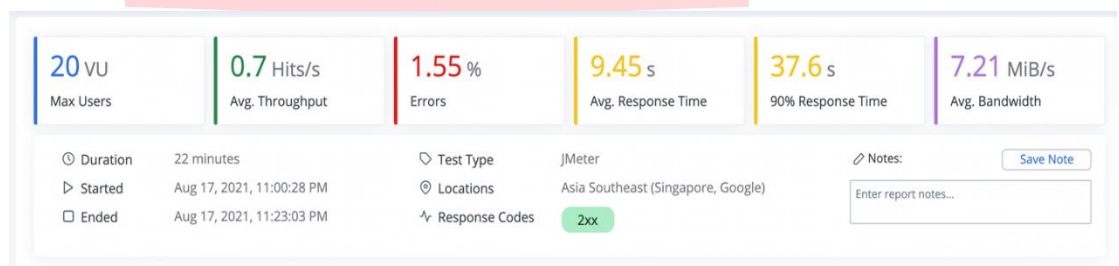 20 VU
Max Users
0.7 Hits/s
Avg. Throughput
1.55 %
Errors
9.45 s
Avg. Response Time
37.6 s
90% Response Time
7.21 MiB/s
Avg. Bandwidth
Duration 22 minutes
Started Aug 17, 2021, 11:00:28 PM
Ended Aug 17, 2021, 11:23:03 PM
Test Type JMeter
Locations Asia Southeast (Singapore, Google)
Response Codes 2xx
Notes: Save Note
Enter report notes...